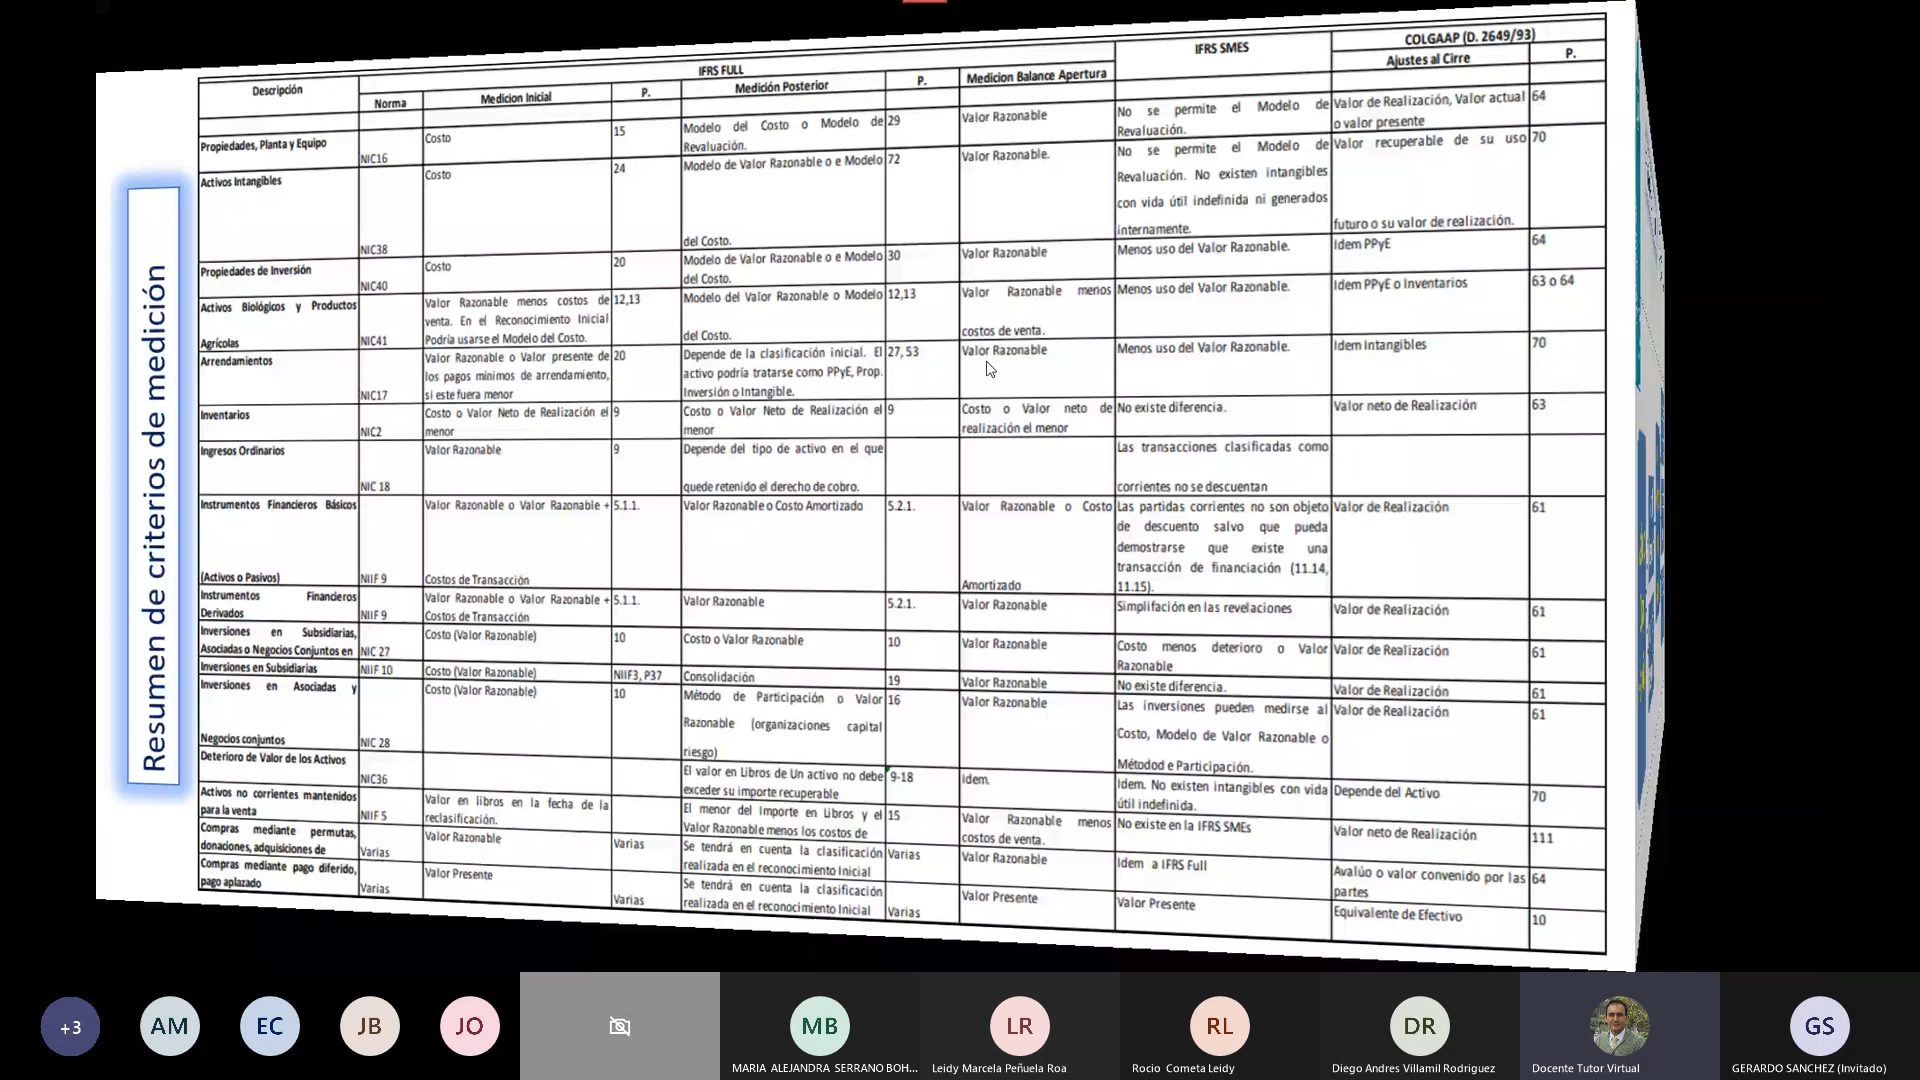 Resumen de criterios de medición
Descripción
IFRS FULL
IFRS SMES
COLGAAP (D. 2649/93)
Norma
Medicion Inicial
P.
Medición Posterior
P.
Medicion Balance Apertura
Ajustes al Cirre
P.
Propiedades, Planta y Equipo
NIC16
Costo
15
Modelo del Costo o Modelo de
Revaluación.
29
Valor Razonable
No se permite el Modelo de
Revaluación.
Valor de Realización, Valor actual
o valor presente
64
Activos Intangibles
NIC38
Costo
24
Modelo de Valor Razonable o e Modelo
del Costo.
72
Valor Razonable.
No se permite el Modelo de
Revaluación. No existen intangibles
con vida útil indefinida ni generados
internamente.
Valor recuperable de su uso
futuro o su valor de realización.
70
Propiedades de Inversión
NIC40
Costo
20
Modelo de Valor Razonable o e Modelo
del Costo.
30
Valor Razonable
Menos uso del Valor Razonable.
Idem PPyE
64
Activos Biológicos y Productos
Agrícolas
NIC41
Valor Razonable menos costos de
venta. En el Reconocimiento Inicial
Podría usarse el Modelo del Costo.
12,13
Modelo del Valor Razonable o Modelo
del Costo.
12,13
Valor Razonable menos
costos de venta.
Menos uso del Valor Razonable.
Idem PPyE o Inventarios
63 o 64
Arrendamientos
NIC17
Valor Razonable o Valor presente de
los pagos minimos de arrendamiento,
si este fuera menor
20
Depende de la clasificación inicial. El
activo podría tratarse como PPyE, Prop.
Inversión o Intangible.
27, 53
Valor Razonable
Menos uso del Valor Razonable.
Idem Intangibles
70
Inventarios
NIC2
Costo o Valor Neto de Realización el
menor
9
Costo o Valor Neto de Realización el
menor
9
Costo o Valor neto de
realización el menor
No existe diferencia.
Valor neto de Realización
63
Ingresos Ordinarios
NIC 18
Valor Razonable
9
Depende del tipo de activo en el que
quede retenido el derecho de cobro.
Las transacciones clasificadas como
corrientes no se descuentan
Instrumentos Financieros Básicos
(Activos o Pasivos)
NIIF 9
Valor Razonable o Valor Razonable +
Costos de Transacción
5.1.1.
Valor Razonable o Costo Amortizado
5.2.1.
Valor Razonable o Costo
Amortizado
Las partidas corrientes no son objeto
de descuento salvo que pueda
demostrarse que existe una
transacción de financiación (11.14,
11.15).
Valor de Realización
61
Instrumentos Financieros
Derivados
NIIF 9
Valor Razonable o Valor Razonable +
Costos de Transacción
5.1.1.
Valor Razonable
5.2.1.
Valor Razonable
Simplifación en las revelaciones
Valor de Realización
61
Inversiones en Subsidiarias,
Asociadas o Negocios Conjuntos en
NIC 27
Costo (Valor Razonable)
10
Costo o Valor Razonable
10
Valor Razonable
Costo menos deterioro o Valor
Razonable
Valor de Realización
61
Inversiones en Subsidiarias
NIIF 10
Costo (Valor Razonable)
NIIF3, P37
Consolidación
19
Valor Razonable
No existe diferencia.
Valor de Realización
61
Inversiones en Asociadas y
Negocios conjuntos
NIC 28
Costo (Valor Razonable)
10
Método de Participación o Valor
Razonable (organizaciones capital
riesgo)
16
Valor Razonable
Las inversiones pueden medirse al
Costo, Modelo de Valor Razonable o
Métodod e Participación.
Valor de Realización
61
Deterioro de Valor de los Activos
NIC36
El valor en Libros de Un activo no debe
exceder su importe recuperable
9-18
Idem.
Idem. No existen intangibles con vida
útil indefinida.
Depende del Activo
70
Activos no corrientes mantenidos
para la venta
NIIF 5
Valor en libros en la fecha de la
reclasificación.
El menor del Importe en Libros y el
Valor Razonable menos los costos de
15
Valor Razonable menos
costos de venta.
No existe en la IFRS SMEs
Valor neto de Realización
111
Compras mediante permutas,
donaciones, adquisiciones de
Varias
Valor Razonable
Varias
Se tendrá en cuenta la clasificación
realizada en el reconocimiento Inicial
Varias
Valor Razonable
Idem a IFRS Full
Avalúo o valor convenido por las
partes
64
Compras mediante pago diferido,
pago aplazado
Varias
Valor Presente
Varias
Se tendrá en cuenta la clasificación
realizada en el reconocimiento Inicial
Varias
Valor Presente
Valor Presente
Equivalente de Efectivo
10
+3
AM
EC
JB
JO
MB
LR
RL
DR
GS
MARIA ALEJANDRA SERRANO BOH...
Leidy Marcela Peñuela Roa
Rocio Cometa Leidy
Diego Andres Villamil Rodriguez
Docente Tutor Virtual
GERARDO SANCHEZ (Invitado)